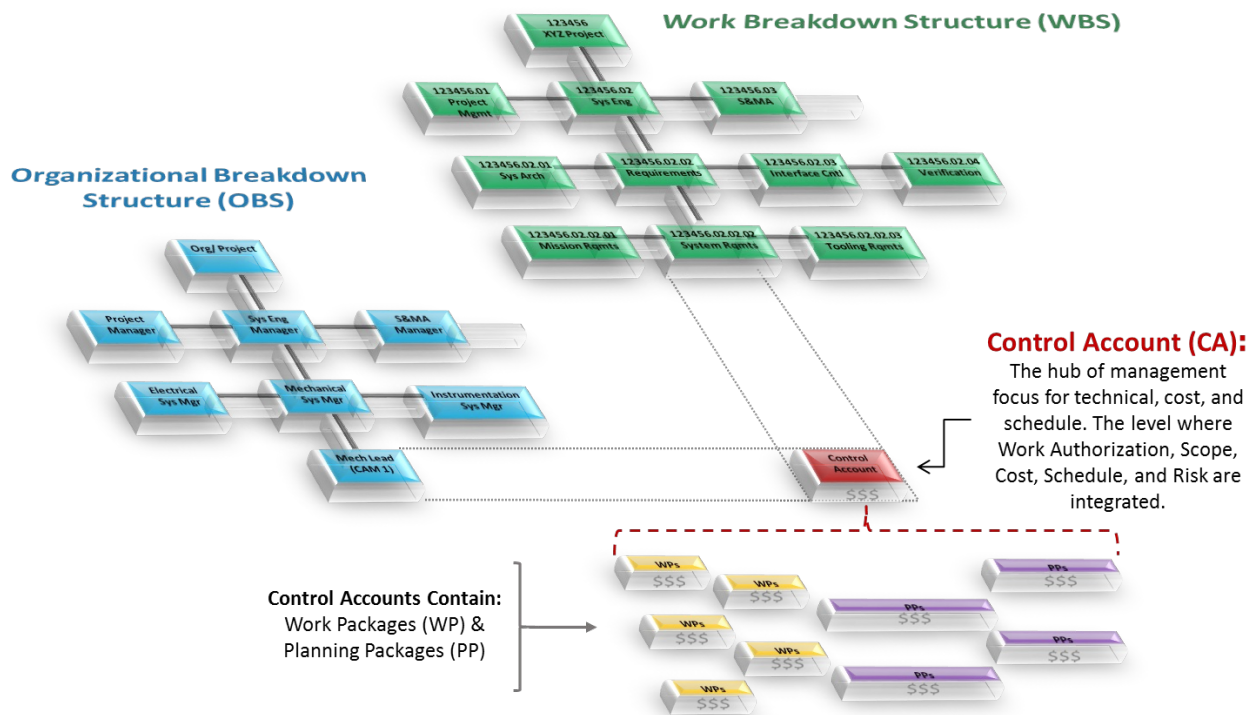 Work Breakdown Structure (WBS)
123456
XYZ Project
123456.01
Project
Mgmt
123456.02
Sys Eng
123456.03
S&MA
123456.02.01
Sys Arch
123456.02.02
Requirements
123456.02.03
Interface Cntl
123456.02.04
Verification
123456.02.02.01
Mission Rqmts
123456.02.02.02
System Rqmts
123456.02.02.03
Tooling Rqmts
Organizational Breakdown
Structure (OBS)
Org/ Project
Project
Manager
Sys Eng
Manager
S&MA
Manager
Electrical
Sys Mgr
Mechanical
Sys Mgr
Instrumentation
Sys Mgr
Mech Lead
(CAM 1)
Control
Account
$$$
Control Account (CA):
The hub of management
focus for technical, cost, and
schedule. The level where
Work Authorization, Scope,
Cost, Schedule, and Risk are
integrated.
Control Accounts Contain:
Work Packages (WP) &
Planning Packages (PP)
WPs
$$$
WPs
$$$
WPs
$$$
WPs
$$$
WPs
$$$
PPs
$$$
PPs
$$$
PPs
$$$
PPs
$$$